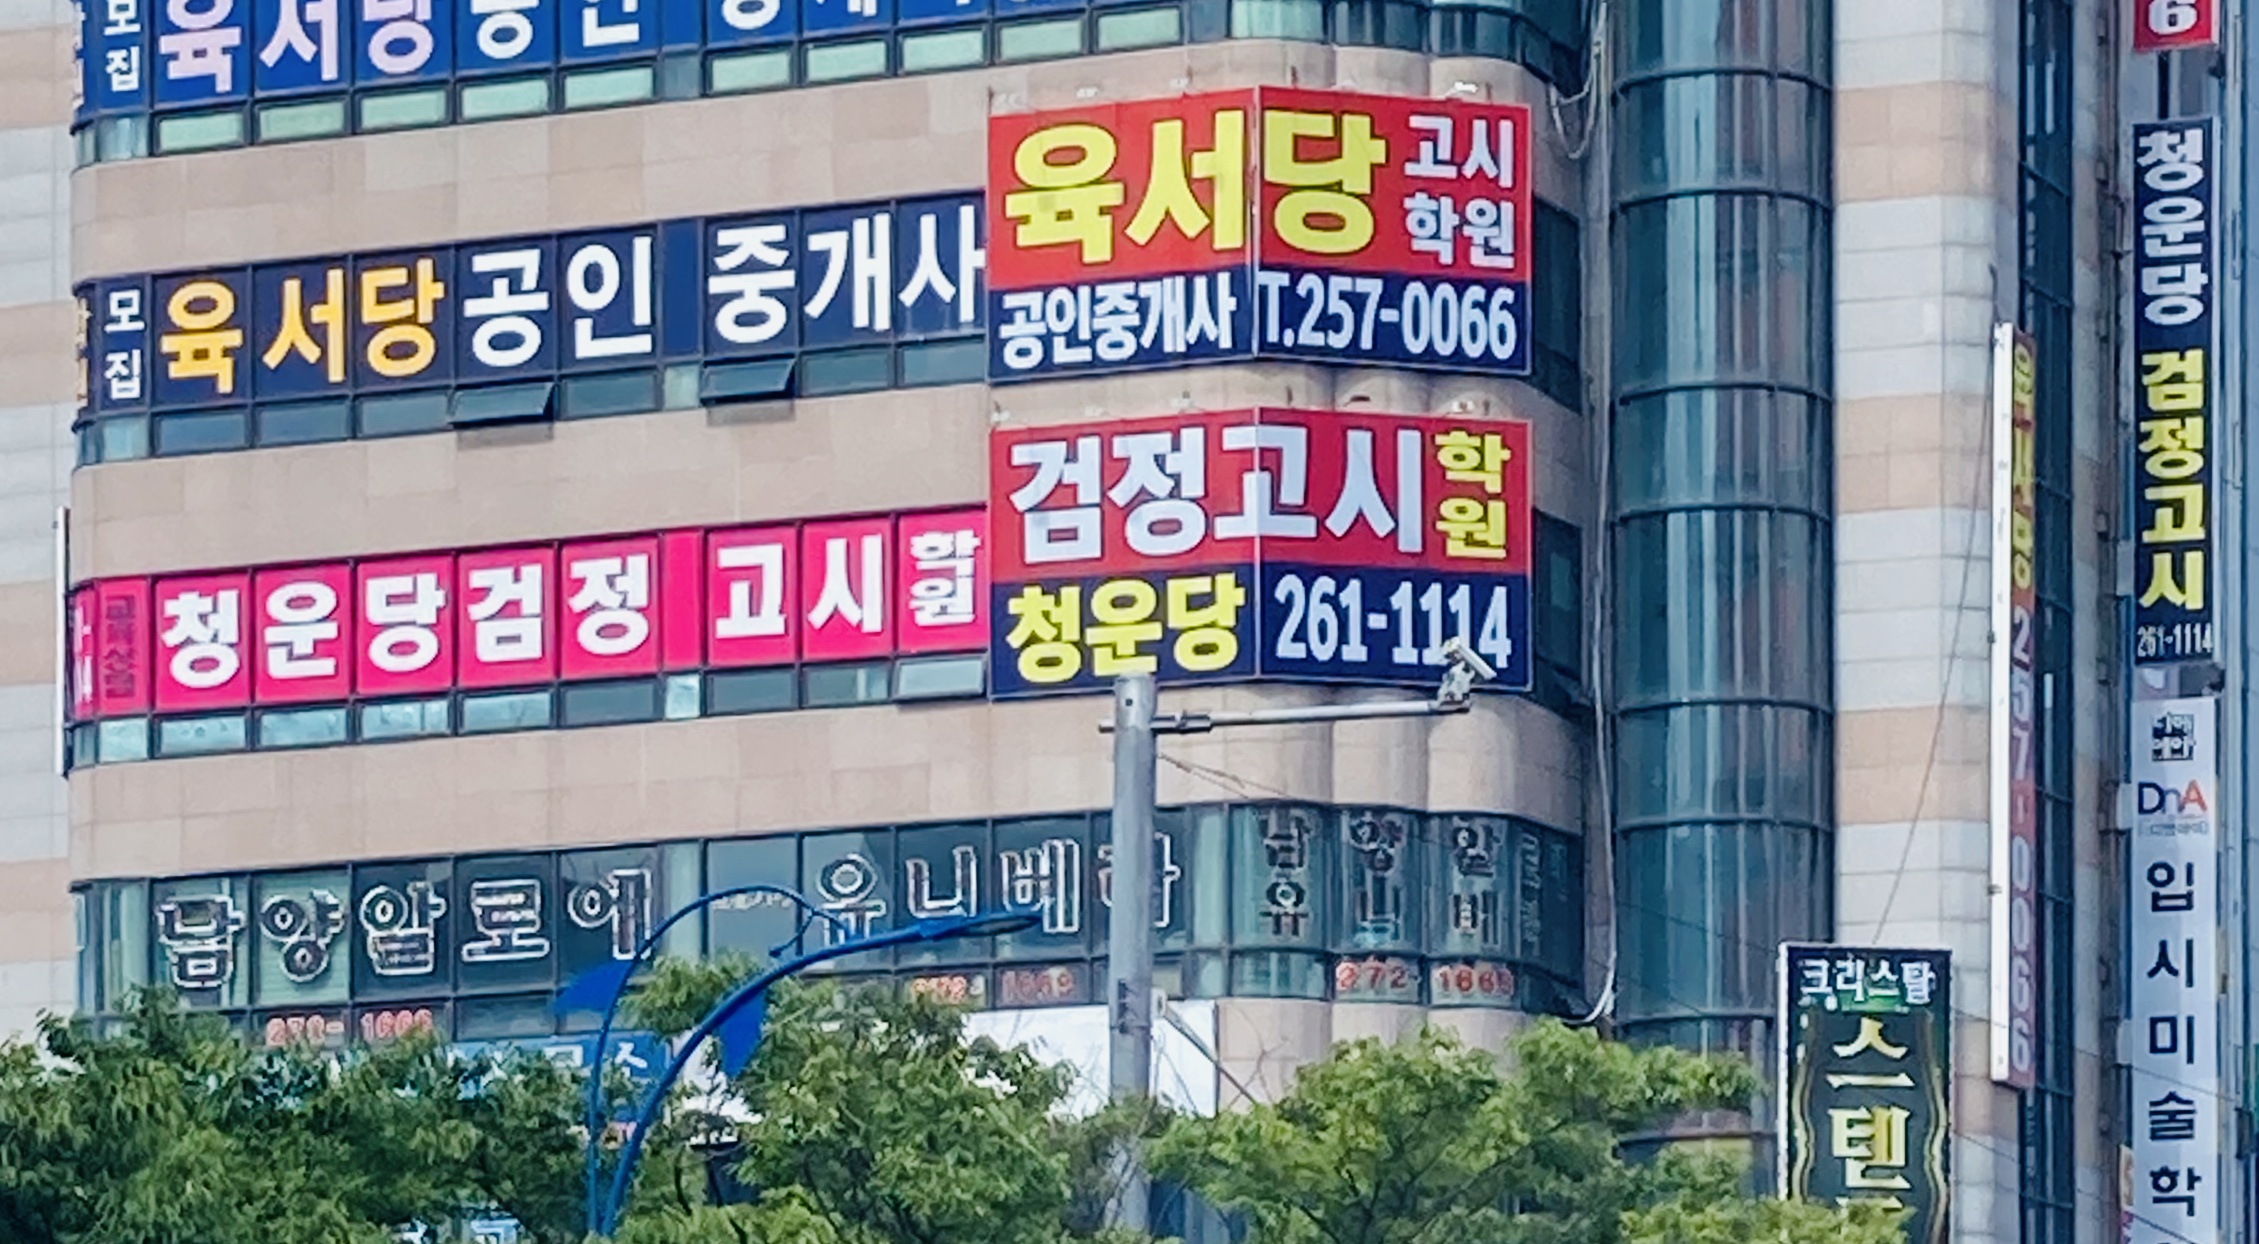 모집 육서당공인
육서당 고시
학원
공인중개사 T.257-0066
모집 육서당공인 중개사
검정고시 학원
청운당 261-1114
청운당검정 고시 학원
남양알로에 유니베라
272-
청운당 검정고시
261-1114
257-0066
DnA
입시미술학
크리스탈
스텐